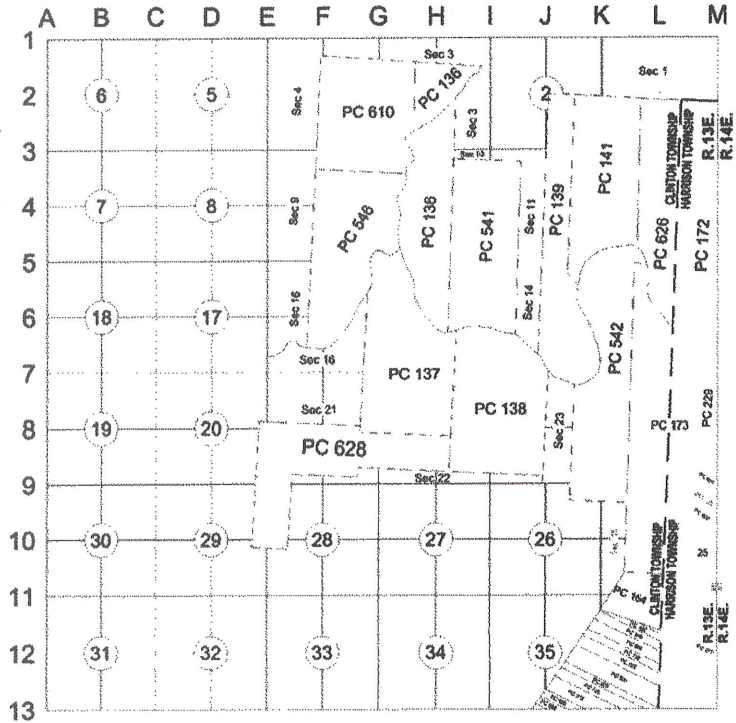 A B C D E F G H I J K L M
1
Sec 3
Sec 1
2
6
5
Sec 4
PC 610
PC 136
Sec 3
2
CLINTON TOWNSHIP
HARRISON TOWNSHIP
R.13E.
R.14E.
PC 141
3
4
7
8
Sec 9
PC 546
PC 136
PC 541
Sec 11
PC 139
PC 626
PC 172
5
6
18
17
Sec 16
Sec 14
PC 542
7
Sec 16
PC 137
PC 138
Sec 21
PC 229
8
19
20
PC 628
Sec 23
PC 173
9
Sec 22
10
30
29
28
27
26
25
CLINTON TOWNSHIP
HARRISON TOWNSHIP
11
PC 164
R.13E.
R.14E.
12
31
32
33
34
35
13